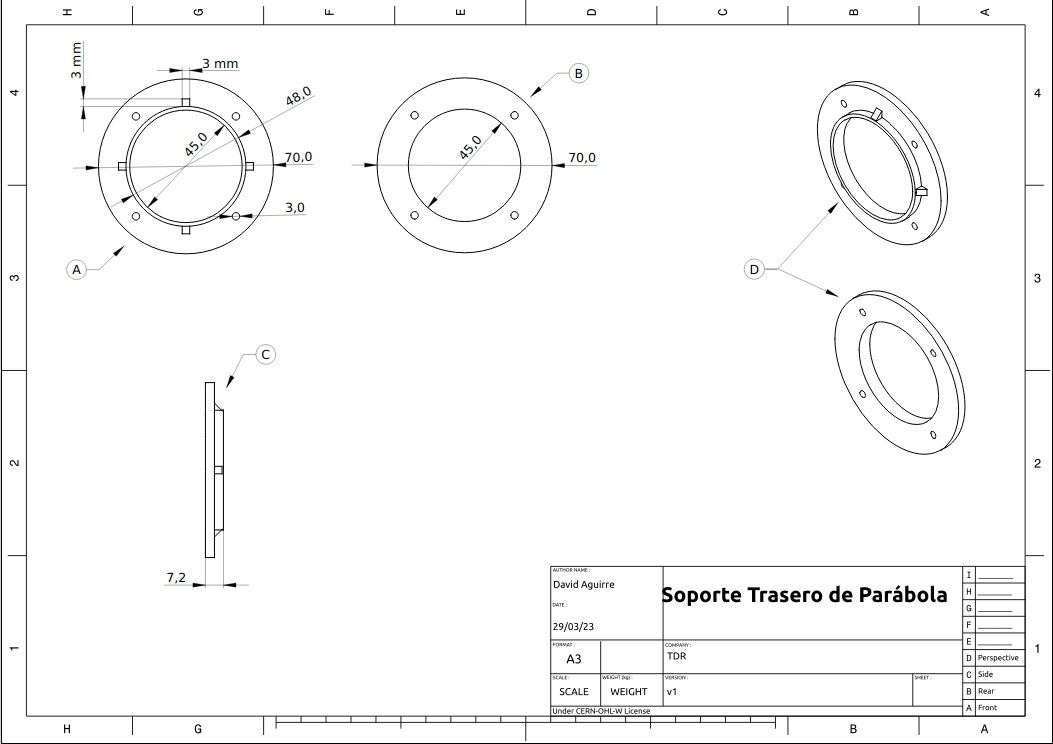 H G F E D C B A
4 4
3 mm
3 mm
48,0
45,0
70,0
3,0
A
B
45,0
70,0
D
3 3
C
7,2
2 2
1 1
AUTHOR NAME :
David Aguirre
DATE :
29/03/23
Soporte Trasero de Parábola
FORMAT :
A3
COMPANY :
TDR
SCALE :
SCALE
WEIGHT (kg) :
WEIGHT
VERSION :
v1
SHEET :
Under CERN-OHL-W License
I
H
G
F
E
D Perspective
C Side
B Rear
A Front
H G B A